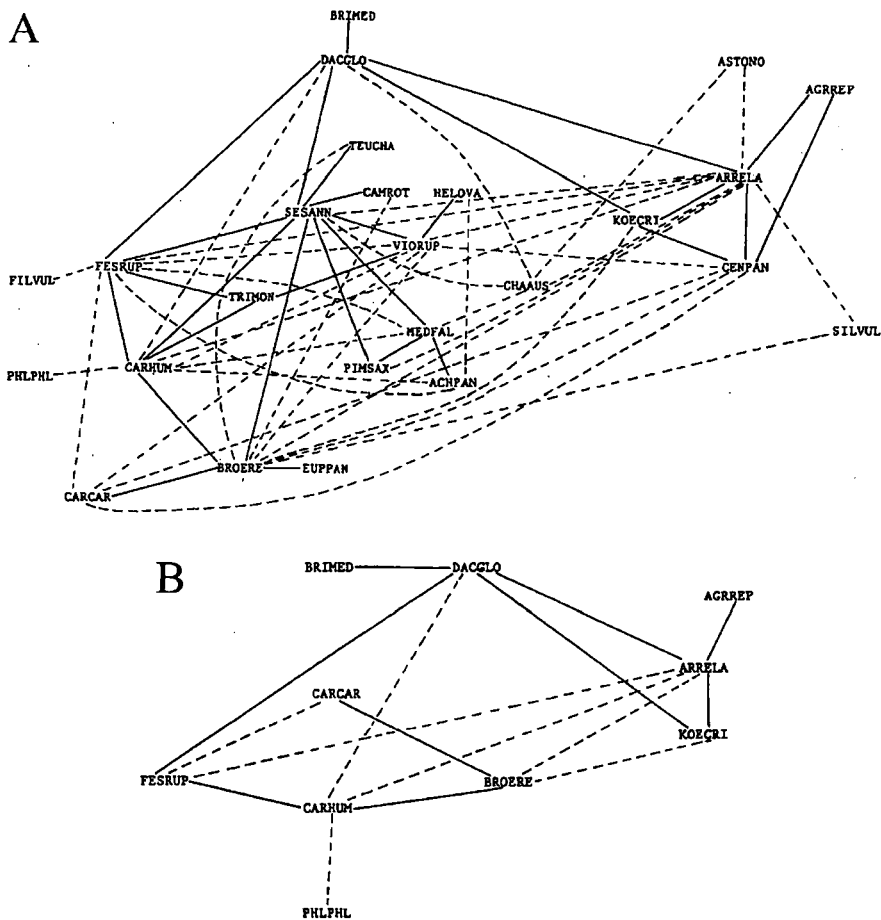 A
BRIMED
DACGLO
ASTONO
AGRREP
TEUCHA
ARRELA
CAMROT
HELOVA
SESANN
KOECRI
VIORUP
FESRUP
CENPAN
FILVUL
CHAAUS
TRIMON
MEDFAL
SILVUL
PHLPHL
CARHUM
PIMSAX
ACHPAN
BROERE
EUPPAN
CARCAR
B
BRIMED
DACGLO
AGRREP
ARRELA
CARCAR
KOECRI
FESRUP
BROERE
CARHUM
PHLPHL